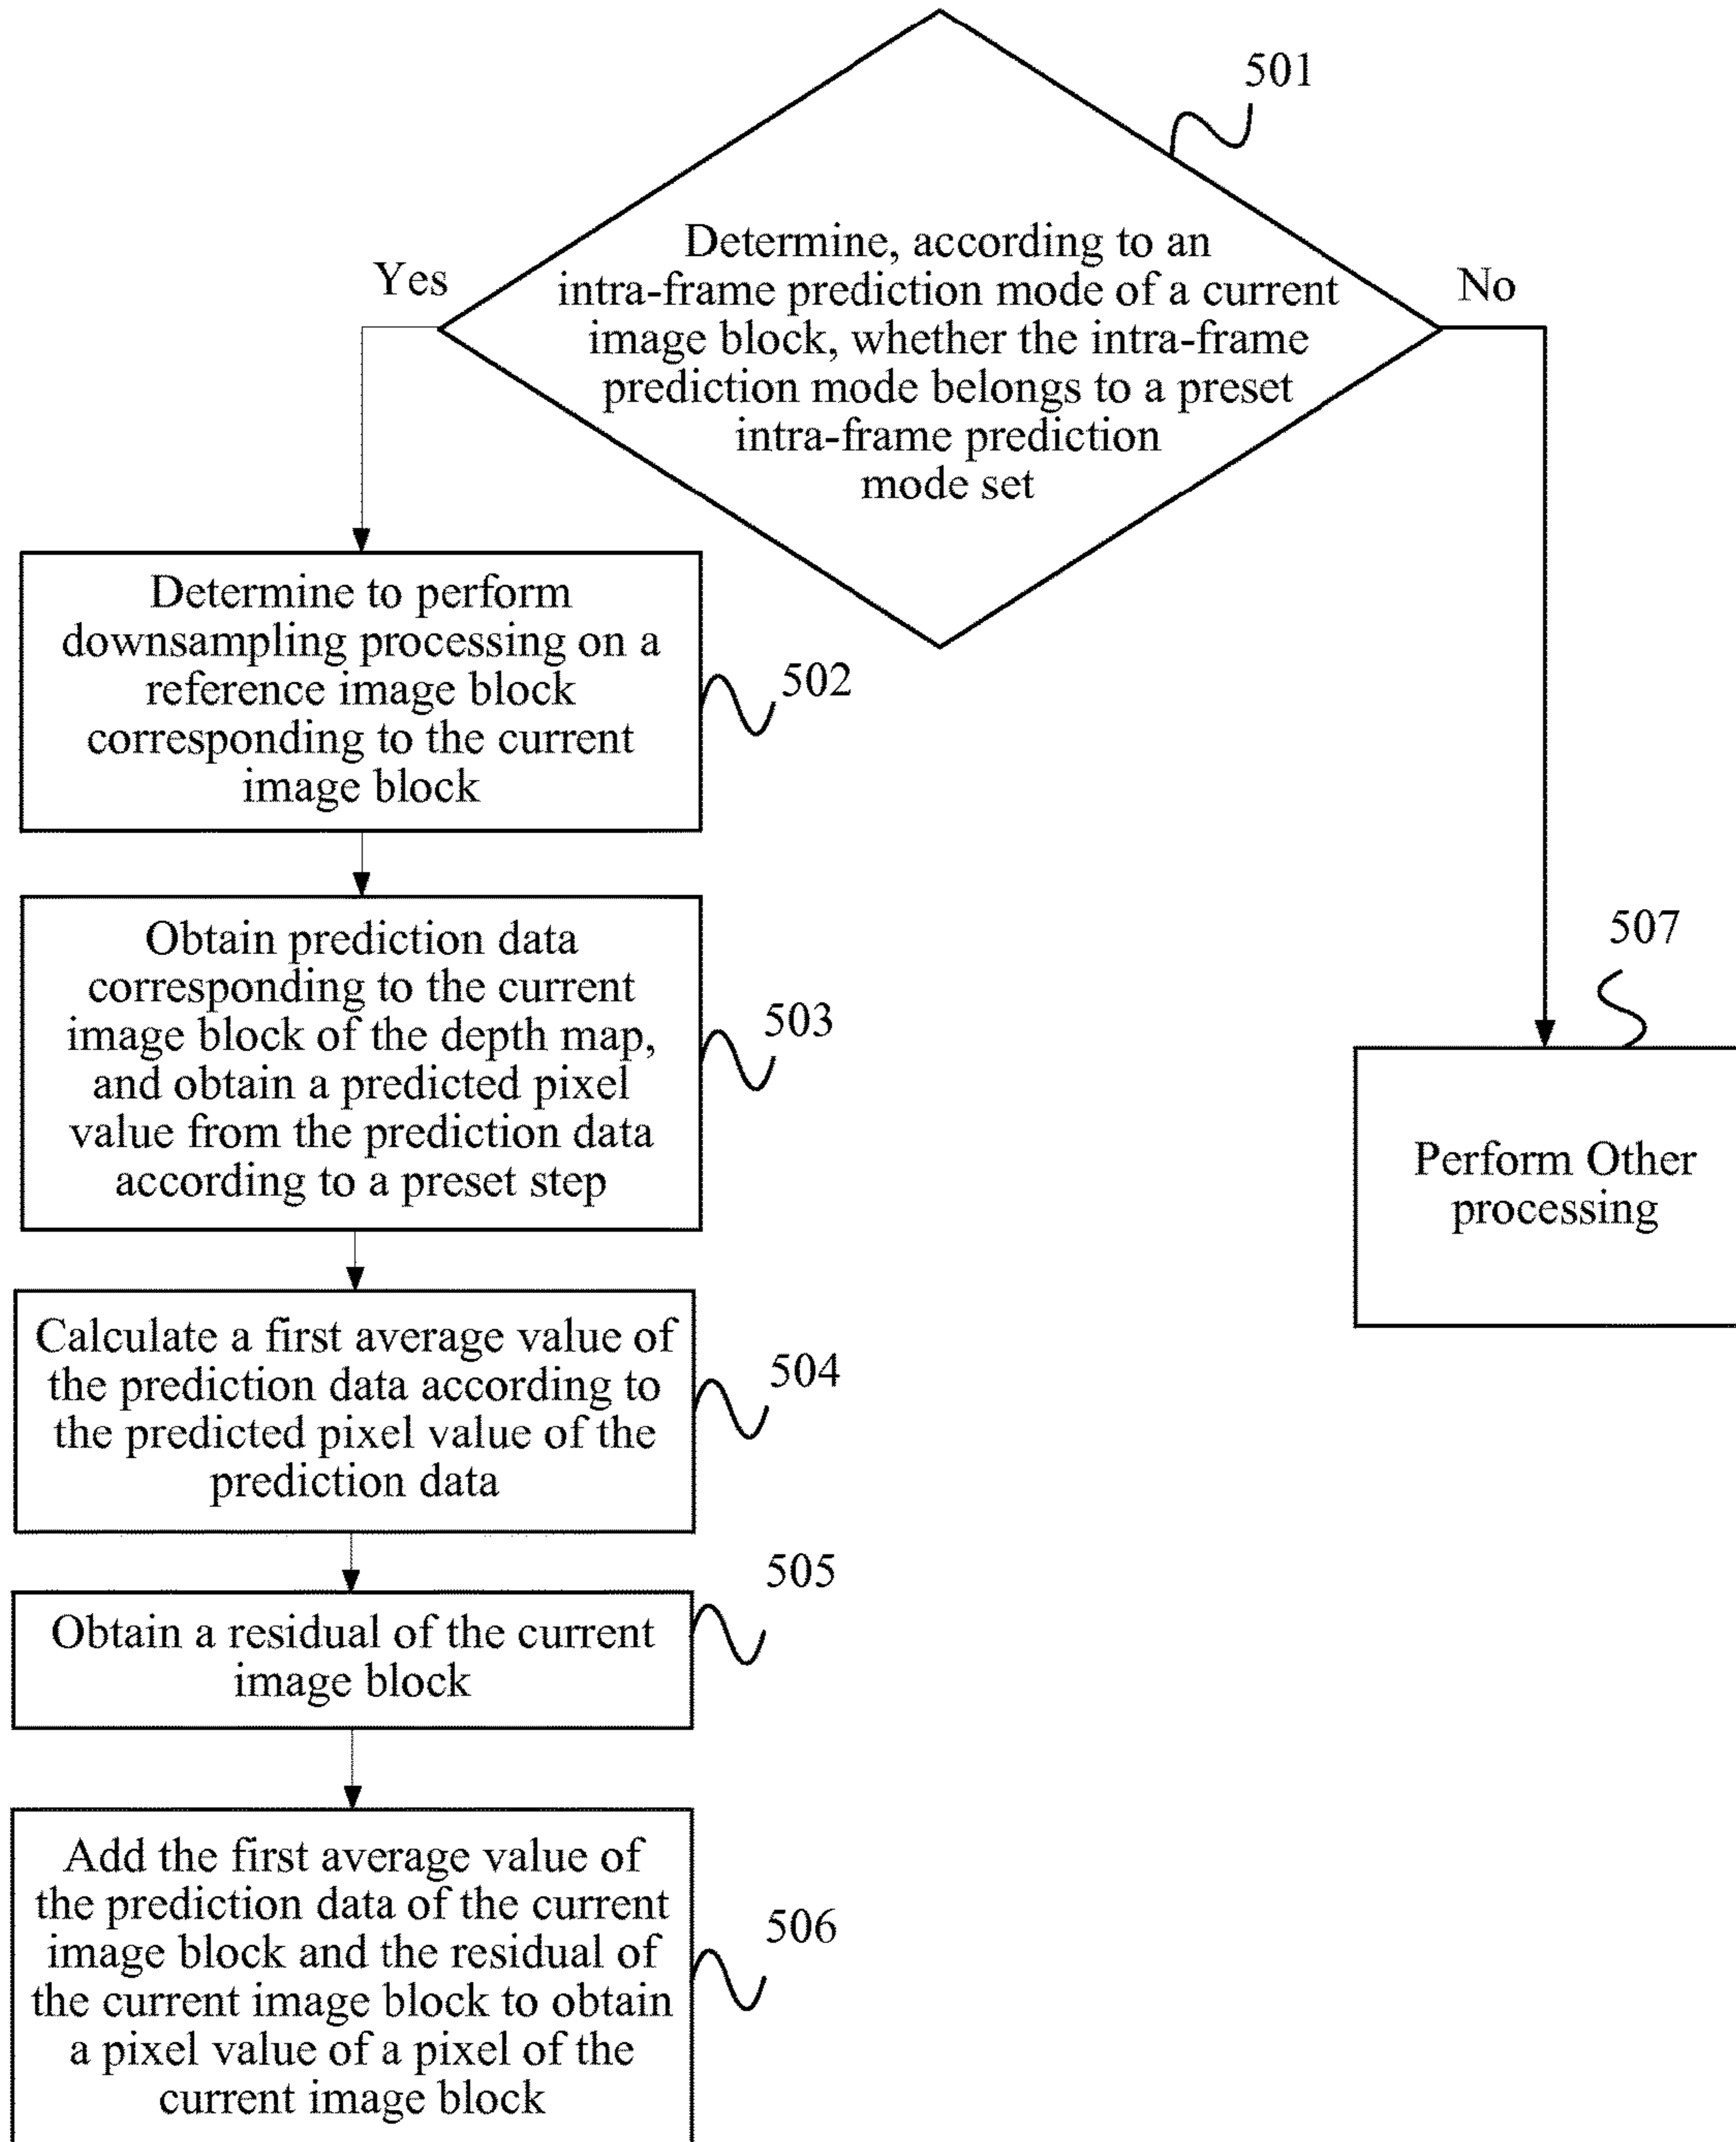 501
Determine, according to an
intra-frame prediction mode of a current
image block, whether the intra-frame
prediction mode belongs to a preset
intra-frame prediction
mode set
Yes
No
Determine to perform
downsampling processing on a
reference image block
corresponding to the current
image block
502
Obtain prediction data
corresponding to the current
image block of the depth map,
and obtain a predicted pixel
value from the prediction data
according to a preset step
503
507
Perform Other
processing
Calculate a first average value of
the prediction data according to
the predicted pixel value of the
prediction data
504
505
Obtain a residual of the current
image block
Add the first average value of
the prediction data of the current
image block and the residual of
the current image block to obtain
a pixel value of a pixel of the
current image block
506